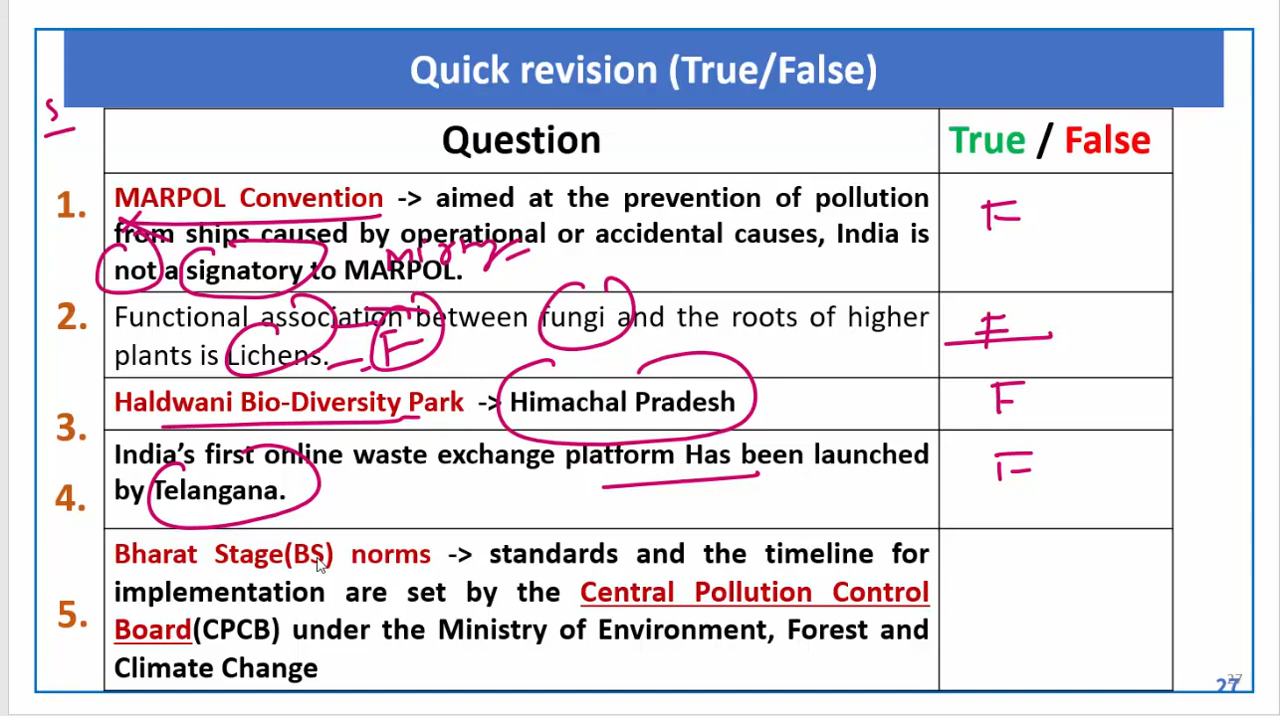 Quick revision (True/False)
S
Question
True / False
1.
MARPOL Convention -> aimed at the prevention of pollution
from ships caused by operational or accidental causes, India is
not a signatory to MARPOL.
F
2.
Functional association between fungi and the roots of higher
plants is Lichens.
F
F
3.
Haldwani Bio-Diversity Park -> Himachal Pradesh
F
4.
India's first online waste exchange platform Has been launched
by Telangana.
F
5.
Bharat Stage(BS) norms -> standards and the timeline for
implementation are set by the Central Pollution Control
Board(CPCB) under the Ministry of Environment, Forest and
Climate Change
27
27